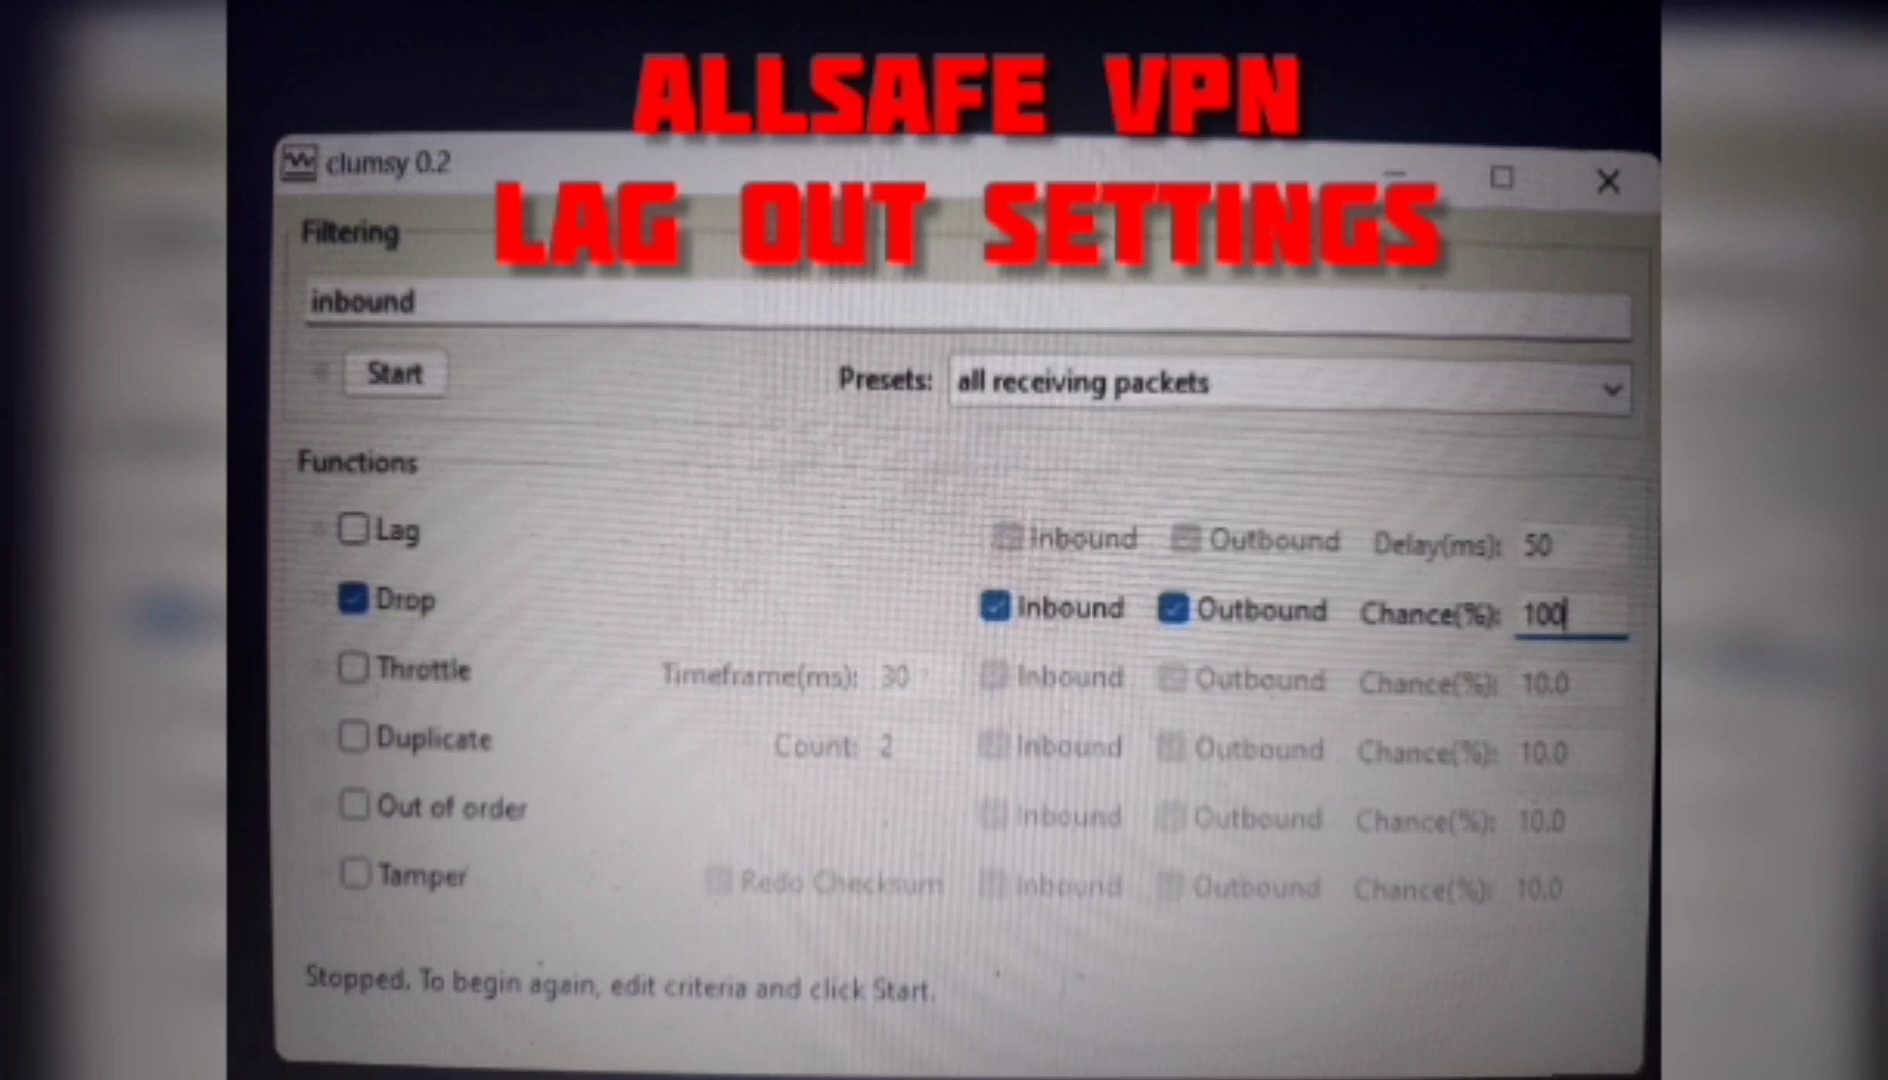 ALLSAFE VPN
clumsy 0.2
LAG OUT SETTINGS
Filtering
inbound
Start Presets: all receiving packets
Functions
Lag Inbound Outbound Delay(ms): 50
Drop Inbound Outbound Chance(%): 100
Throttle Timeframe(ms): 30 Inbound Outbound Chance(%): 10.0
Duplicate Count: 2 Inbound Outbound Chance(%): 10.0
Out of order Inbound Outbound Chance(%): 10.0
Tamper Redo Checksum Inbound Outbound Chance(%): 10.0
Stopped. To begin again, edit criteria and click Start.